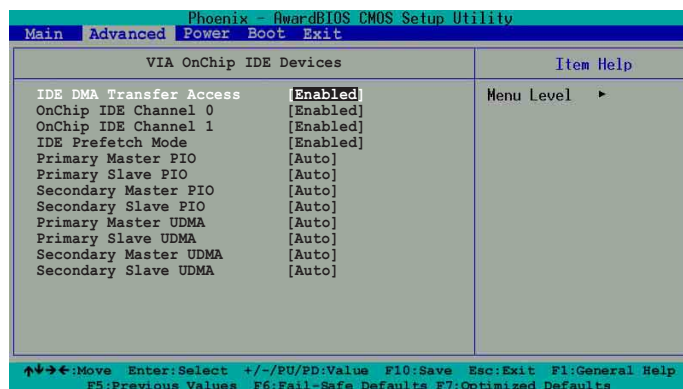 Phoenix - AwardBIOS CMOS Setup Utility
Main Advanced Power Boot Exit
VIA OnChip IDE Devices
Item Help
IDE DMA Transfer Access [Enabled]
Menu Level ►
OnChip IDE Channel 0 [Enabled]
OnChip IDE Channel 1 [Enabled]
IDE Prefetch Mode [Enabled]
Primary Master PIO [Auto]
Primary Slave PIO [Auto]
Secondary Master PIO [Auto]
Secondary Slave PIO [Auto]
Primary Master UDMA [Auto]
Primary Slave UDMA [Auto]
Secondary Master UDMA [Auto]
Secondary Slave UDMA [Auto]
↑↓→←:Move Enter:Select +/-/PU/PD:Value F10:Save Esc:Exit F1:General Help
F5:Previous Values F6:Fail-Safe Defaults F7:Optimized Defaults